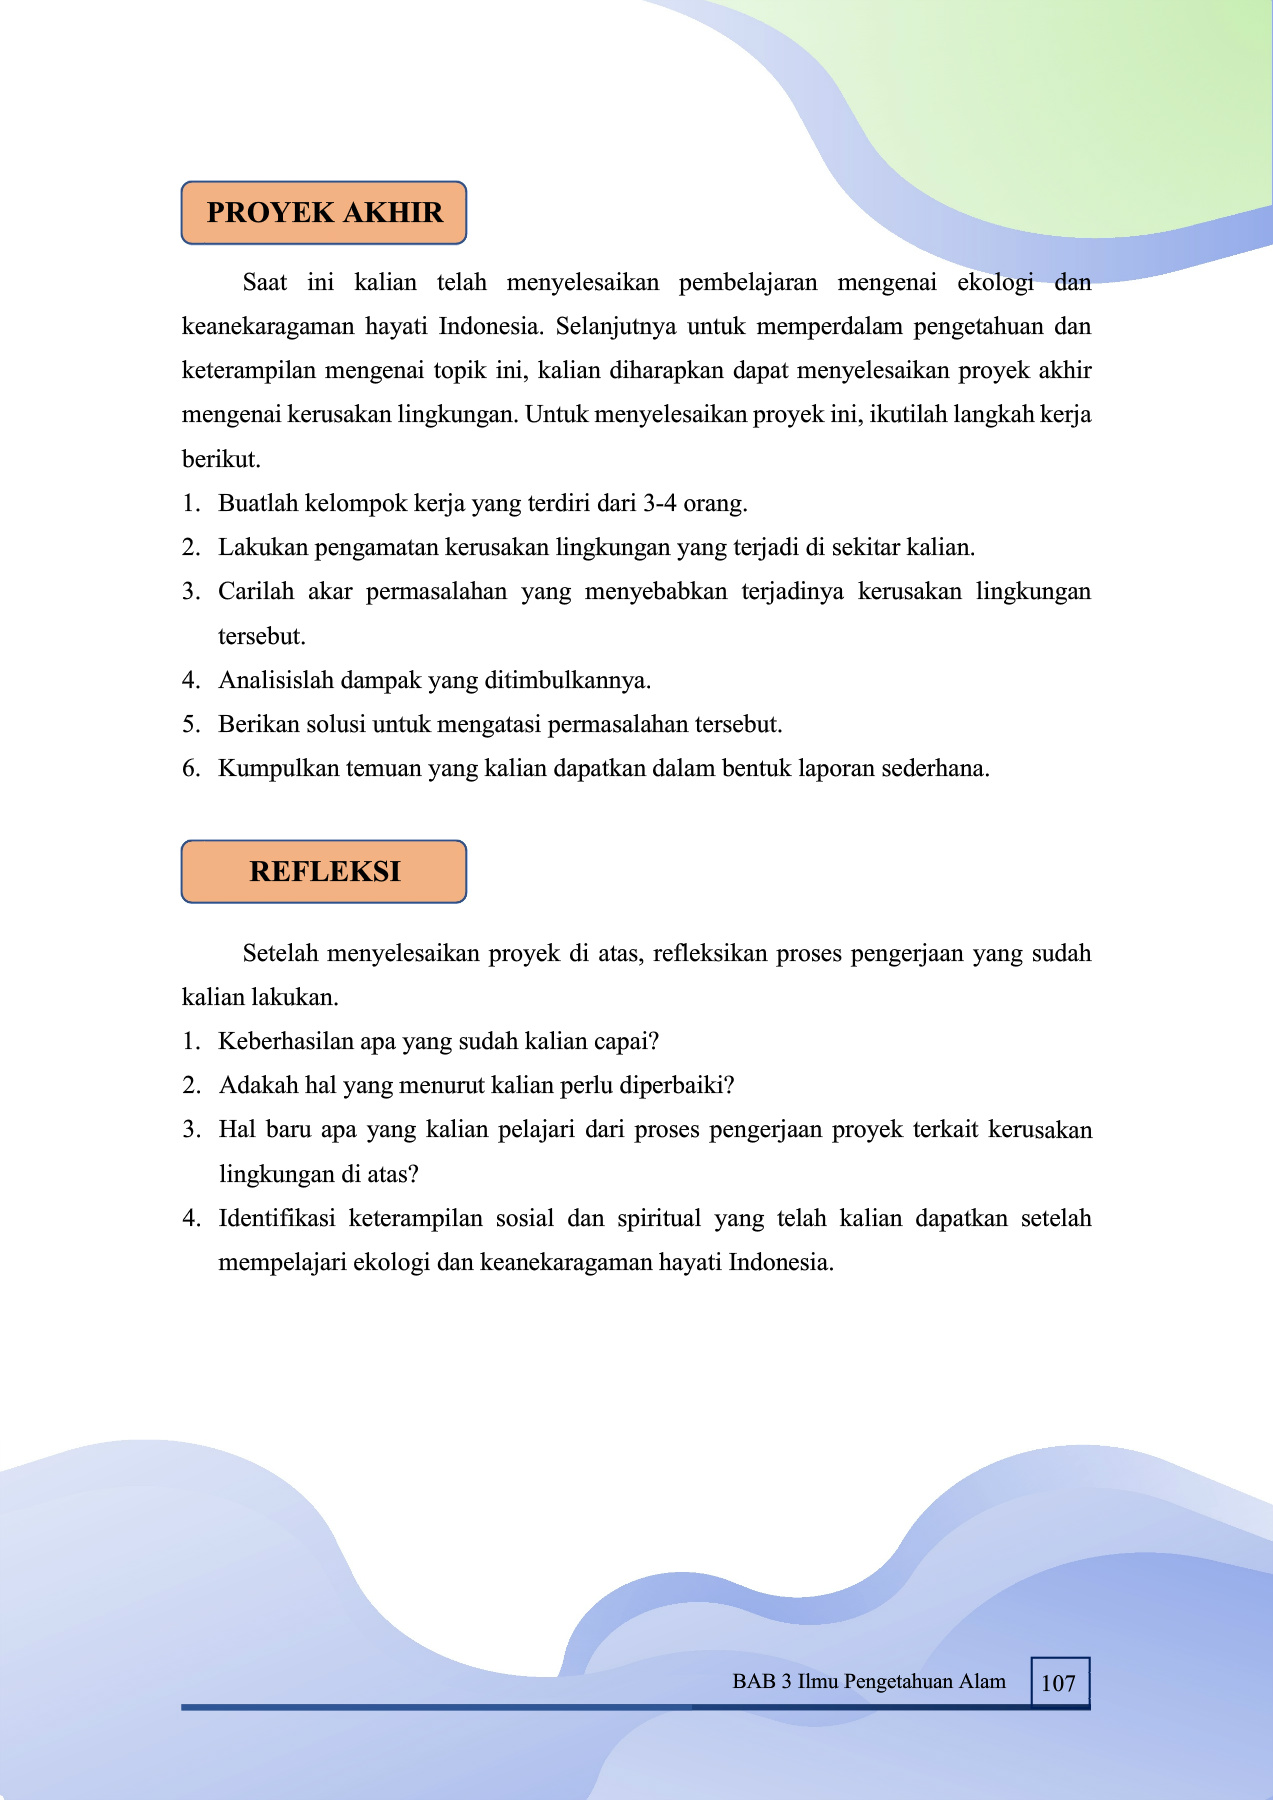 PROYEK AKHIR
Saat ini kalian telah menyelesaikan pembelajaran mengenai ekologi dan
keanekaragaman hayati Indonesia. Selanjutnya untuk memperdalam pengetahuan dan
keterampilan mengenai topik ini, kalian diharapkan dapat menyelesaikan proyek akhir
mengenai kerusakan lingkungan. Untuk menyelesaikan proyek ini, ikutilah langkah kerja
berikut.
1. Buatlah kelompok kerja yang terdiri dari 3-4 orang.
2. Lakukan pengamatan kerusakan lingkungan yang terjadi di sekitar kalian.
3. Carilah akar permasalahan yang menyebabkan terjadinya kerusakan lingkungan
tersebut.
4. Analisislah dampak yang ditimbulkannya.
5. Berikan solusi untuk mengatasi permasalahan tersebut.
6. Kumpulkan temuan yang kalian dapatkan dalam bentuk laporan sederhana.
REFLEKSI
Setelah menyelesaikan proyek di atas, refleksikan proses pengerjaan yang sudah
kalian lakukan.
1. Keberhasilan apa yang sudah kalian capai?
2. Adakah hal yang menurut kalian perlu diperbaiki?
3. Hal baru apa yang kalian pelajari dari proses pengerjaan proyek terkait kerusakan
lingkungan di atas?
4. Identifikasi keterampilan sosial dan spiritual yang telah kalian dapatkan setelah
mempelajari ekologi dan keanekaragaman hayati Indonesia.
BAB 3 Ilmu Pengetahuan Alam 107